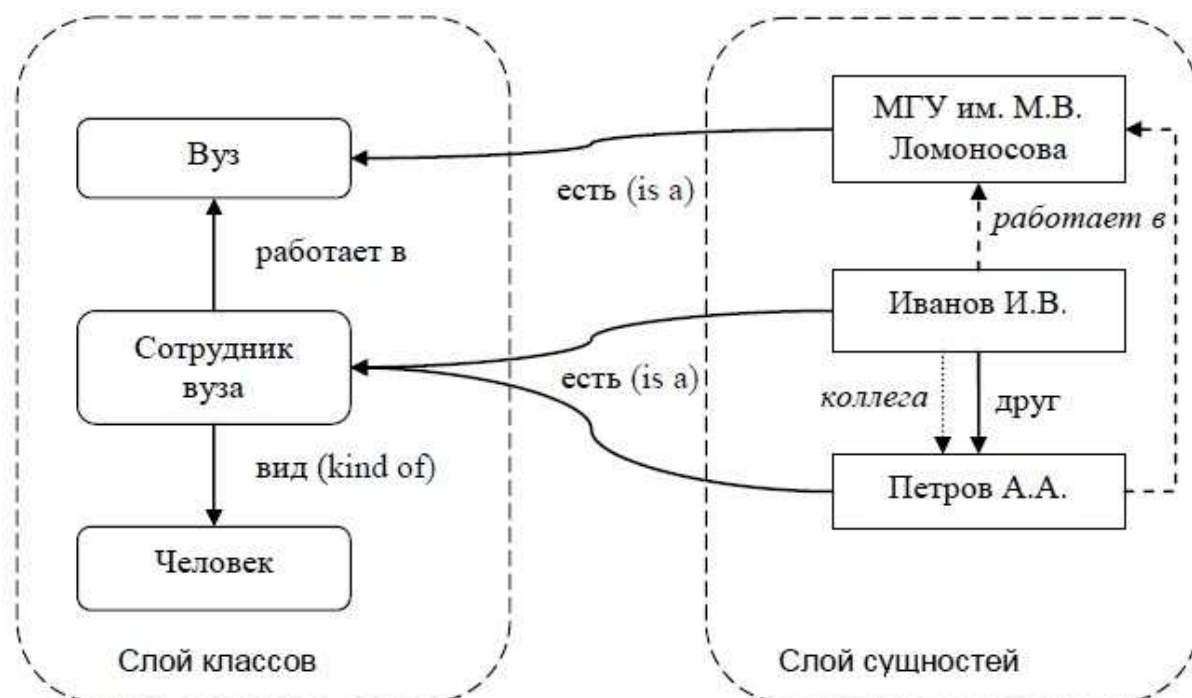 МГУ им. М.В.
Ломоносова
Вуз
есть (is a)
работает в
работает в
Иванов И.В.
Сотрудник
вуза
есть (is a)
коллега
друг
вид (kind of)
Петров А.А.
Человек
Слой классов
Слой сущностей